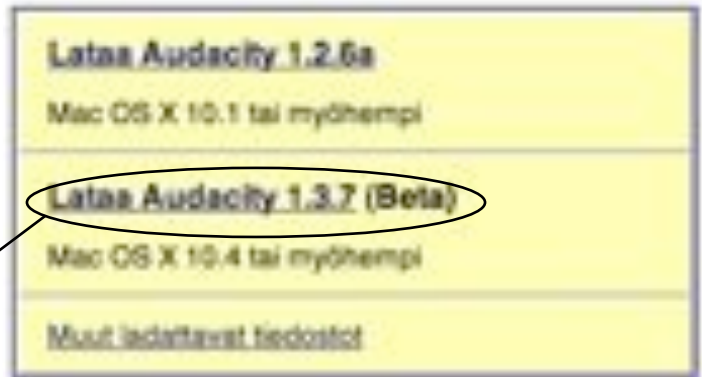 Lataa Audacity 1.2.6a
Mac OS X 10.1 tai myöhempi
Lataa Audacity 1.3.7 (Beta)
Mac OS X 10.4 tai myöhempi
Muut ladattavat tiedostot